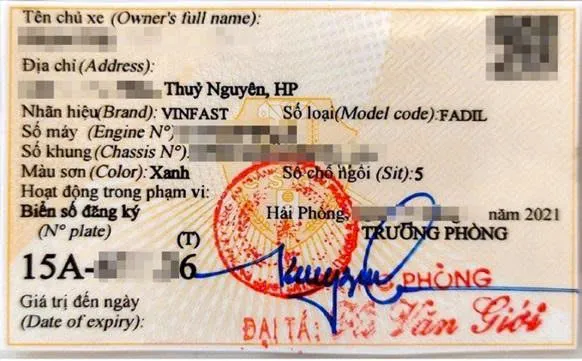 Tên chủ xe (Owner's full name):
Địa chỉ (Address):
Thuỷ Nguyên, HP
Nhãn hiệu(Brand): VINFAST Số loại(Model code):FADIL
Số máy (Engine N°)
Số khung(Chassis N°)
Màu sơn (Color): Xanh Số chỗ ngồi (Sit):5
Hoạt động trong phạm vi:
Biển số đăng ký Hải Phòng, năm 2021
(N° plate) TRƯỞNG PHÒNG
(T)
15A- 6
PHÒNG
Giá trị đến ngày
(Date of expiry):
ĐẠI TÁ: Văn Giới